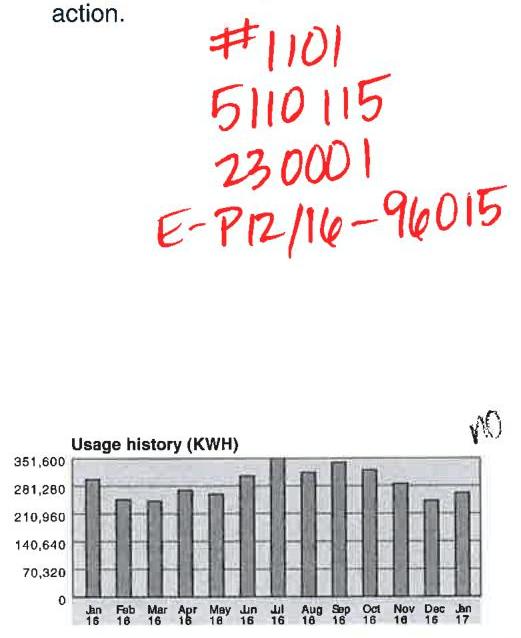 action.
#1101
5110115
230001
E-P12/16-96015
no
Usage history (KWH)
351,600
281,280
210,960
140,640
70,320
0
Jan Feb Mar Apr May Jun Jul Aug Sep Oct Nov Dec Jan
16 16 16 16 16 16 16 16 16 16 16 16 17